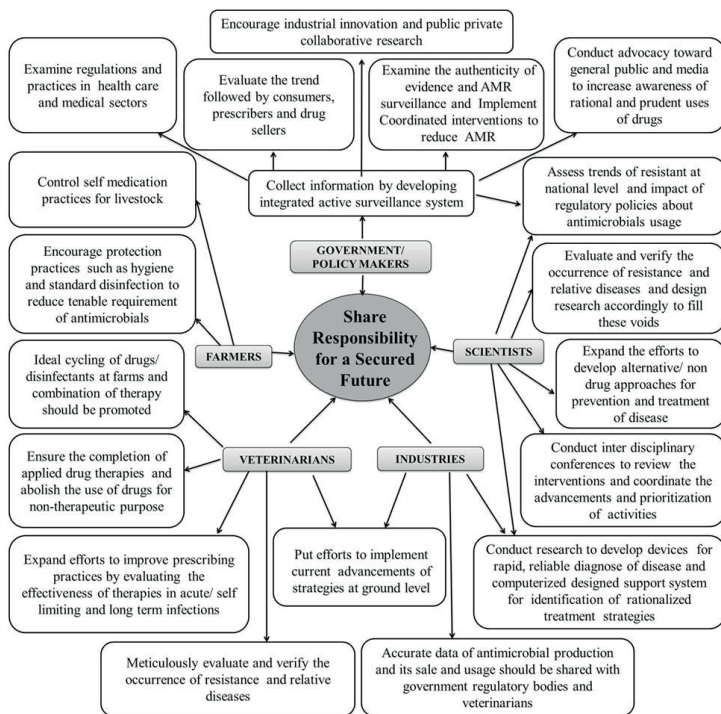 Encourage industrial innovation and public private
collaborative research
Examine regulations and
practices in health care
and medical sectors
Evaluate the trend
followed by consumers,
prescribers and drug
sellers
Examine the authenticity of
evidence and AMR
surveillance and Implement
Coordinated interventions to
reduce AMR
Conduct advocacy toward
general public and media
to increase awareness of
rational and prudent uses
of drugs
Control self medication
practices for livestock
Collect information by developing
integrated active surveillance system
Assess trends of resistant at
national level and impact of
regulatory policies about
antimicrobials usage
GOVERNMENT/
POLICY MAKERS
Encourage protection
practices such as hygiene
and standard disinfection to
reduce tenable requirement
of antimicrobials
Evaluate and verify the
occurrence of resistance and
relative diseases and design
research accordingly to fill
these voids
Share
Responsibility
for a Secured
Future
FARMERS
SCIENTISTS
Ideal cycling of drugs/
disinfectants at farms and
combination of therapy
should be promoted
Expand the efforts to
develop alternative/ non
drug approaches for
prevention and treatment
of disease
Ensure the completion of
applied drug therapies and
abolish the use of drugs for
non-therapeutic purpose
VETERINARIANS
INDUSTRIES
Conduct inter disciplinary
conferences to review the
interventions and coordinate the
advancements and prioritization
of activities
Expand efforts to improve prescribing
practices by evaluating the
effectiveness of therapies in acute/ self
limiting and long term infections
Put efforts to implement
current advancements of
strategies at ground level
Conduct research to develop devices for
rapid, reliable diagnose of disease and
computerized designed support system
for identification of rationalized
treatment strategies
Meticulously evaluate and verify the
occurrence of resistance and relative
diseases
Accurate data of antimicrobial production
and its sale and usage should be shared with
government regulatory bodies and
veterinarians